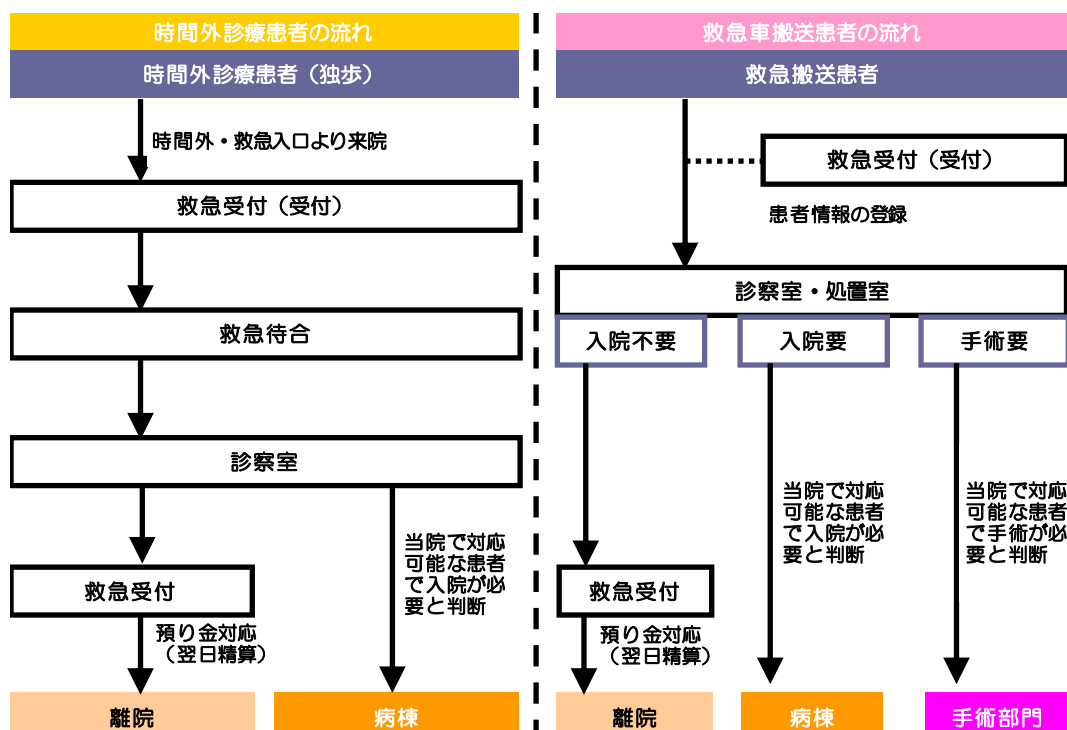 時間外診療患者の流れ
時間外診療患者（独歩）
時間外・救急入口より来院
救急受付（受付）
救急待合
診察室
当院で対応
可能な患者
で入院が必
要と判断
救急受付
預り金対応
（翌日精算）
離院
病棟
救急車搬送患者の流れ
救急搬送患者
救急受付（受付）
患者情報の登録
診察室・処置室
入院不要
入院要
手術要
当院で対応
可能な患者
で入院が必
要と判断
当院で対応
可能な患者
で手術が必
要と判断
救急受付
預り金対応
（翌日精算）
離院
病棟
手術部門